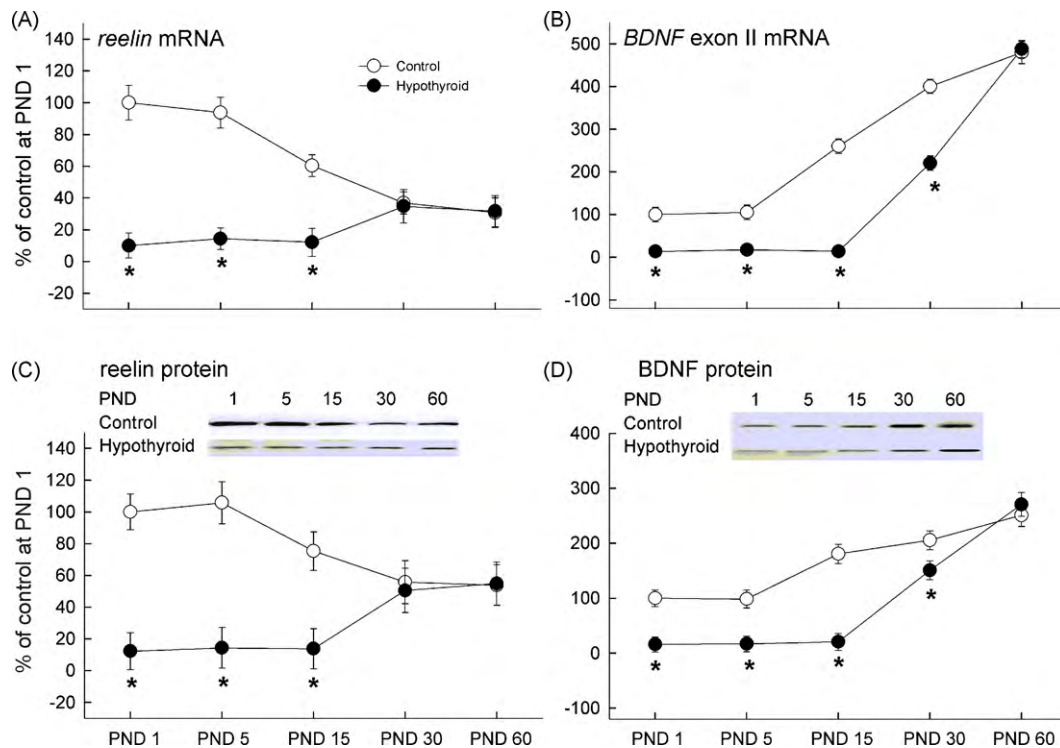 (A)
reelin mRNA
% of control at PND 1
140
120
100
80
60
40
20
0
-20
Control
Hypothyroid
*
*
*
(B)
BDNF exon II mRNA
500
400
300
200
100
0
-100
*
*
*
*
(C)
reelin protein
PND 1 5 15 30 60
Control
Hypothyroid
% of control at PND 1
140
120
100
80
60
40
20
0
-20
*
*
*
PND 1 PND 5 PND 15 PND 30 PND 60
(D)
BDNF protein
PND 1 5 15 30 60
Control
Hypothyroid
400
300
200
100
0
-100
*
*
*
*
PND 1 PND 5 PND 15 PND 30 PND 60